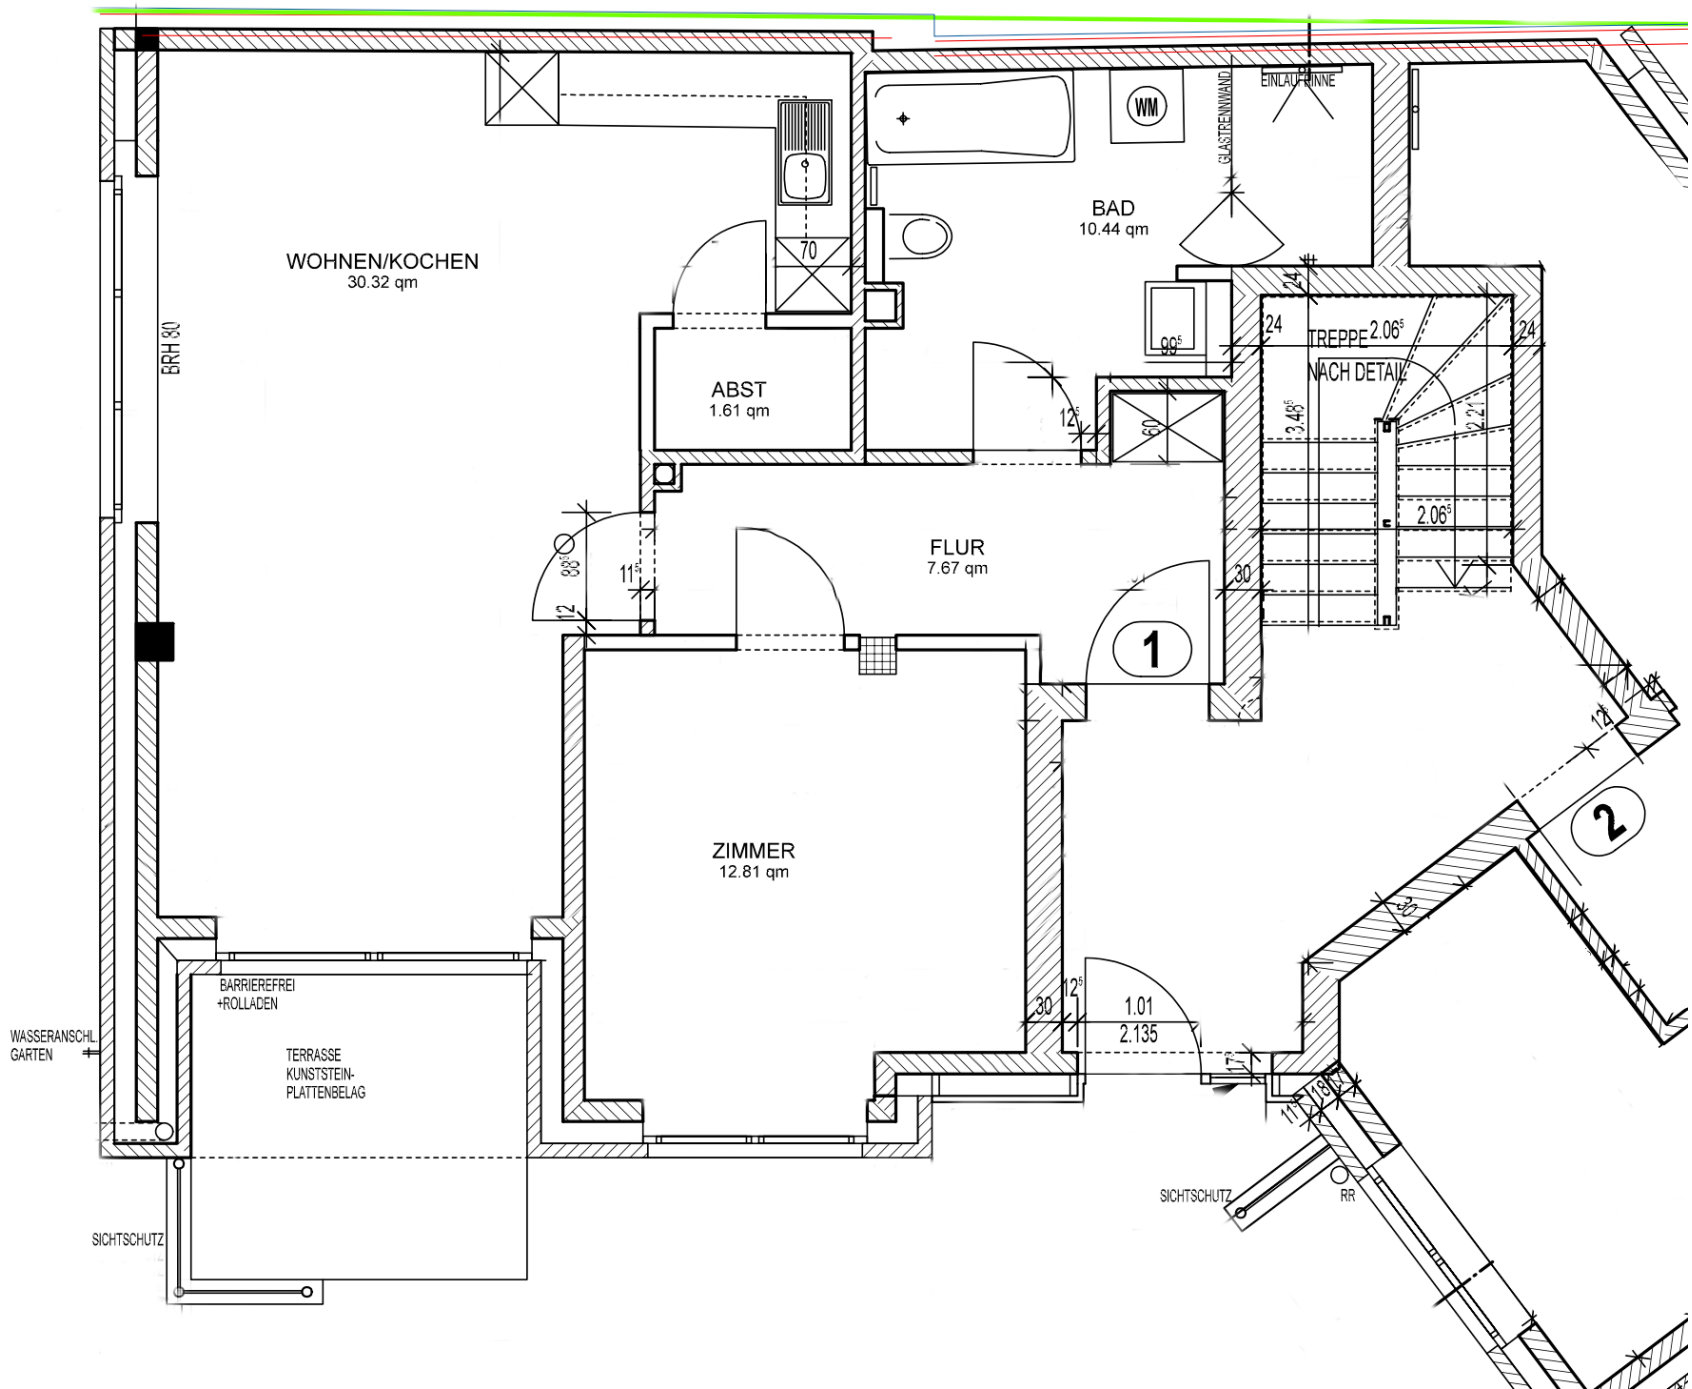 EINLAUFRINNE
GLASTRENNWAND
WM
BAD
10.44 qm
WOHNEN/KOCHEN
30.32 qm
70
BRH 80
24
24
TREPPE
2.06⁵
24
NACH DETAIL
99⁵
ABST
1.61 qm
12⁵
60
3.48⁵
2.21
2.06⁵
FLUR
7.67 qm
88⁵
11⁵
12
30
1
12⁵
2
ZIMMER
12.81 qm
30
BARRIEREFREI
+ROLLADEN
30
12⁵
1.01
2.135
17⁵
WASSERANSCHL.
GARTEN
TERRASSE
KUNSTSTEIN-
PLATTENBELAG
11⁵
18
SICHTSCHUTZ
RR
SICHTSCHUTZ